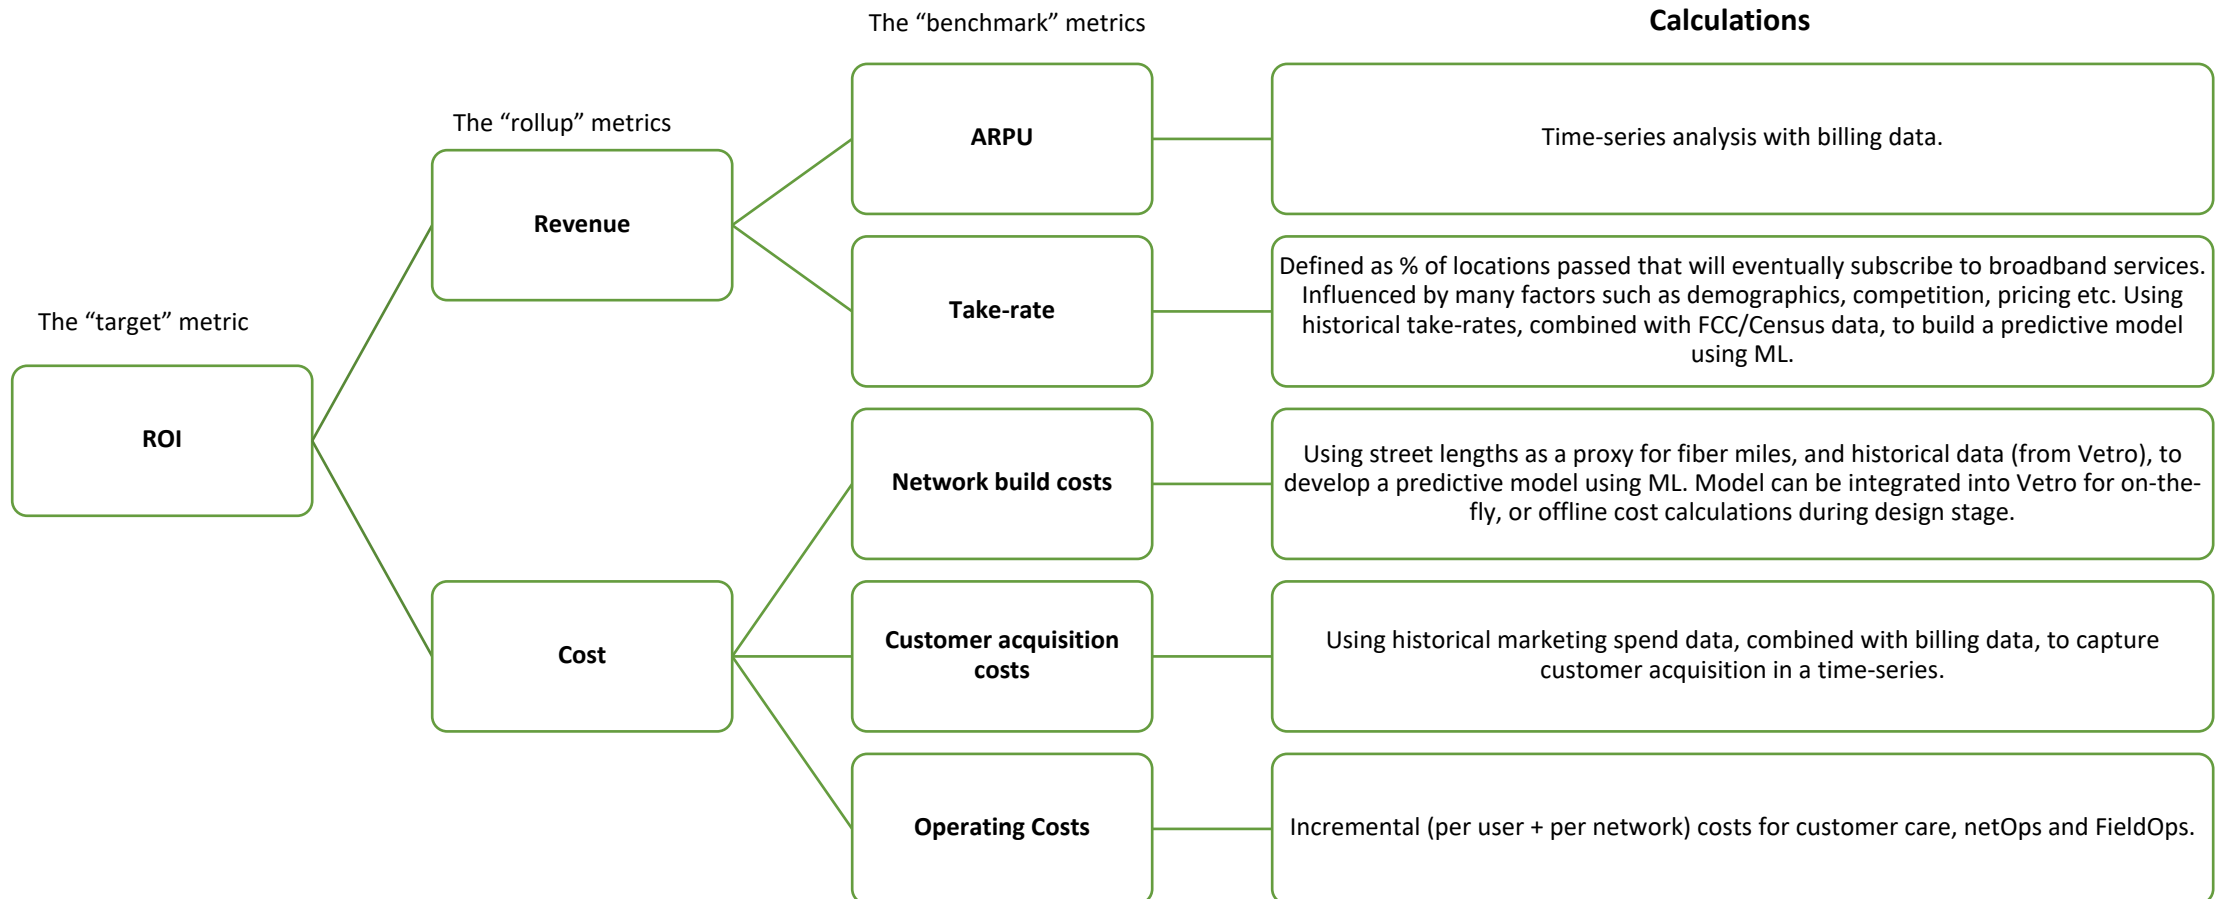 The “benchmark” metrics
Calculations
The “rollup” metrics
The “target” metric
ROI
Revenue
Cost
ARPU
Time-series analysis with billing data.
Take-rate
Defined as % of locations passed that will eventually subscribe to broadband services.
Influenced by many factors such as demographics, competition, pricing etc. Using
historical take-rates, combined with FCC/Census data, to build a predictive model
using ML.
Network build costs
Using street lengths as a proxy for fiber miles, and historical data (from Vetro), to
develop a predictive model using ML. Model can be integrated into Vetro for on-the-
fly, or offline cost calculations during design stage.
Customer acquisition
costs
Using historical marketing spend data, combined with billing data, to capture
customer acquisition in a time-series.
Operating Costs
Incremental (per user + per network) costs for customer care, netOps and FieldOps.